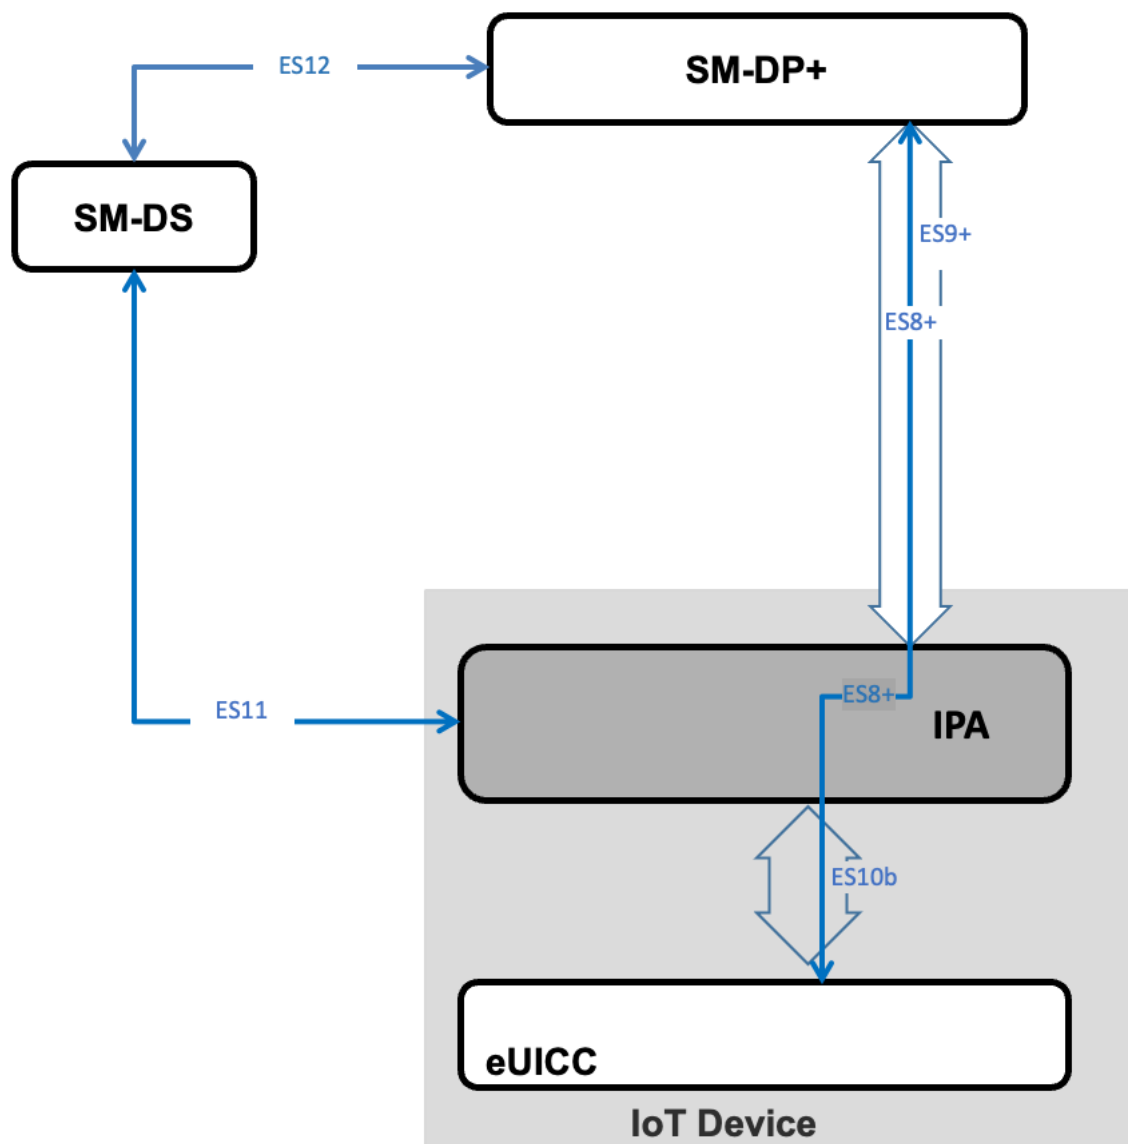 ES12
SM-DP+
SM-DS
ES9+
ES8+
ES8+
ES11
IPA
ES10b
eUICC
IoT Device